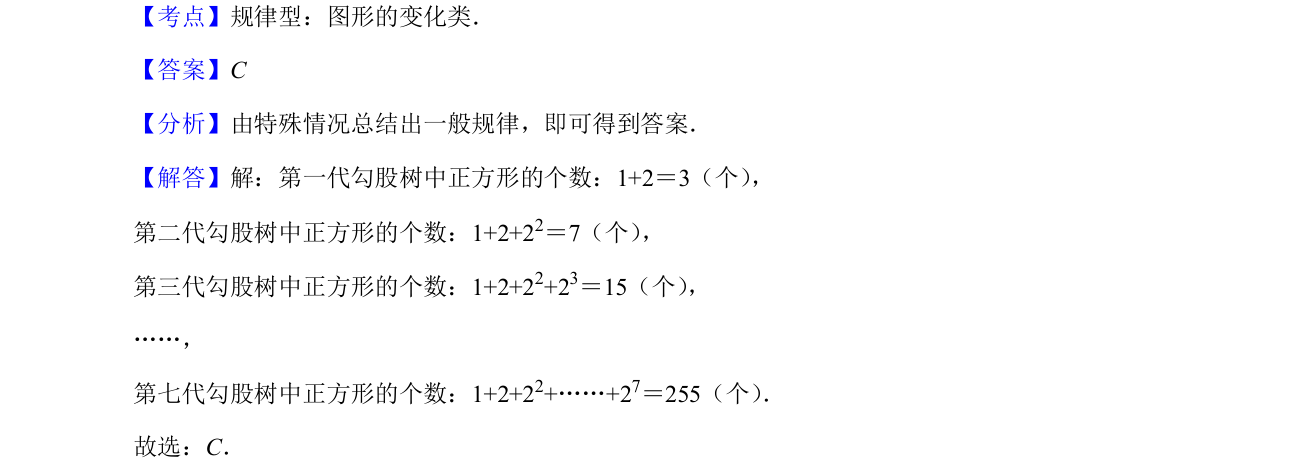 【考点】规律型：图形的变化类．
【答案】C
【分析】由特殊情况总结出一般规律，即可得到答案．
【解答】解：第一代勾股树中正方形的个数：1+2＝3（个），
第二代勾股树中正方形的个数：1+2+2²＝7（个），
第三代勾股树中正方形的个数：1+2+2²+2³＝15（个），
……，
第七代勾股树中正方形的个数：1+2+2²+……+2⁷＝255（个）．
故选：C．